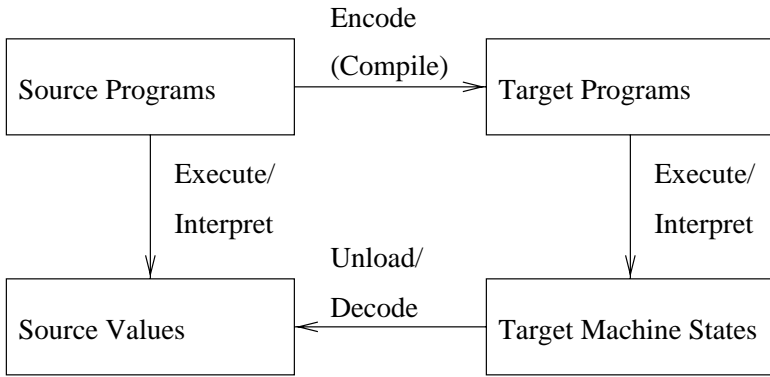 Encode
(Compile)
Source Programs
Target Programs
Execute/
Interpret
Execute/
Interpret
Unload/
Decode
Source Values
Target Machine States